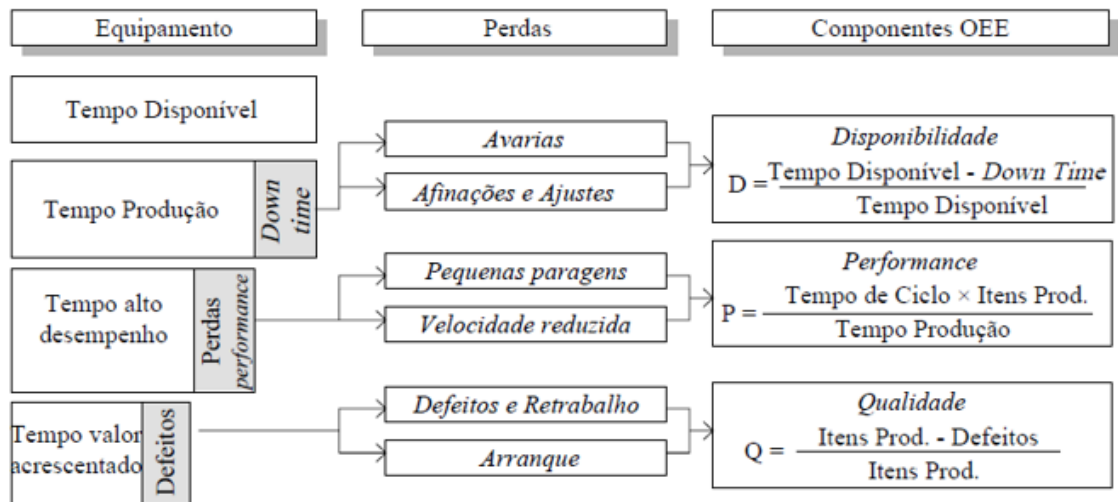 Equipamento
Perdas
Componentes OEE
Tempo Disponível
Tempo Produção
Down
time
Avarias
Afinações e Ajustes
Disponibilidade
D = Tempo Disponível - Down Time
Tempo Disponível
Tempo alto
desempenho
Perdas
performance
Pequenas paragens
Velocidade reduzida
Performance
P = Tempo de Ciclo × Itens Prod.
Tempo Produção
Tempo valor
acrescentado
Defeitos
Defeitos e Retrabalho
Arranque
Qualidade
Q = Itens Prod. - Defeitos
Itens Prod.